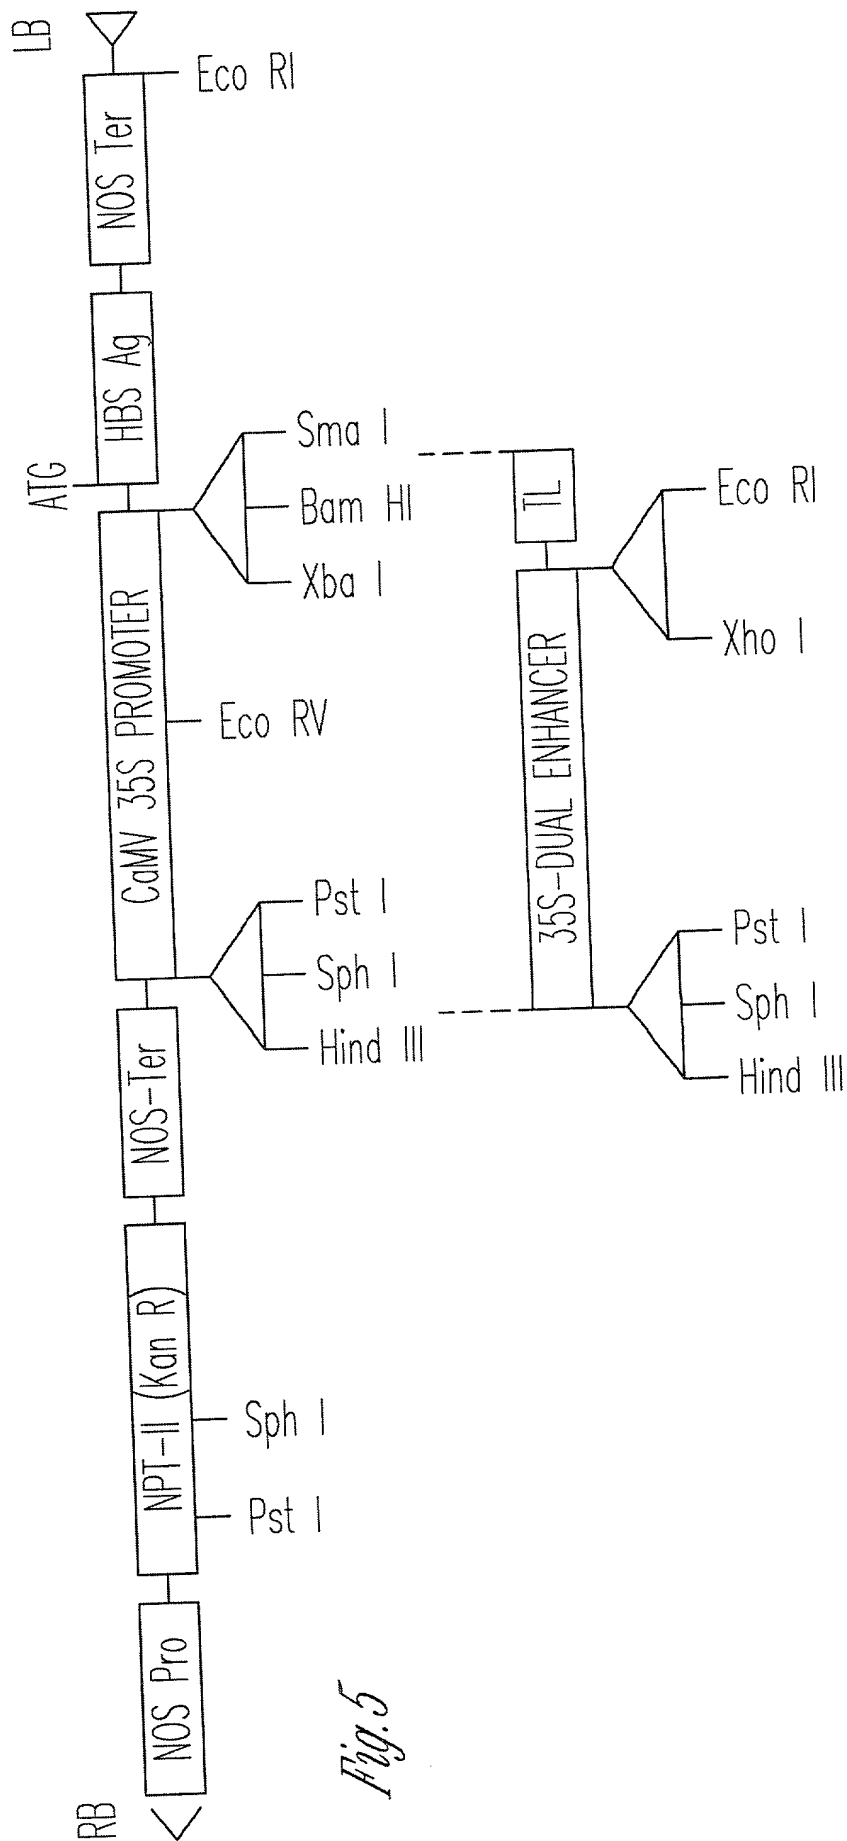 RB
NOS Pro
NPT-II (Kan R)
Pst I
Sph I
NOS-Ter
Hind III
Sph I
Pst I
CaMV 35S PROMOTER
Eco RV
Xba I
Bam HI
Sma I
ATG
HBS Ag
NOS Ter
Eco RI
LB
Hind III
Sph I
Pst I
35S-DUAL ENHANCER
Xho I
Eco RI
TL
Fig. 5